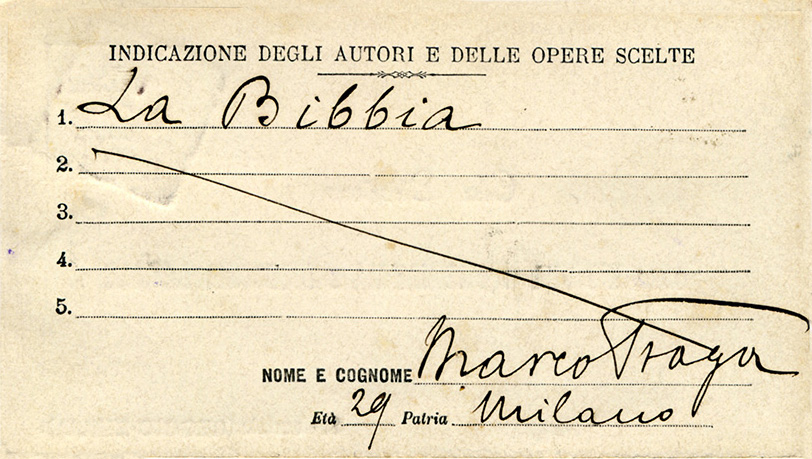 INDICAZIONE DEGLI AUTORI E DELLE OPERE SCELTE
1. La Bibbia
2.
3.
4.
5.
NOME E COGNOME Marco Praga
Età 29 Patria Milano